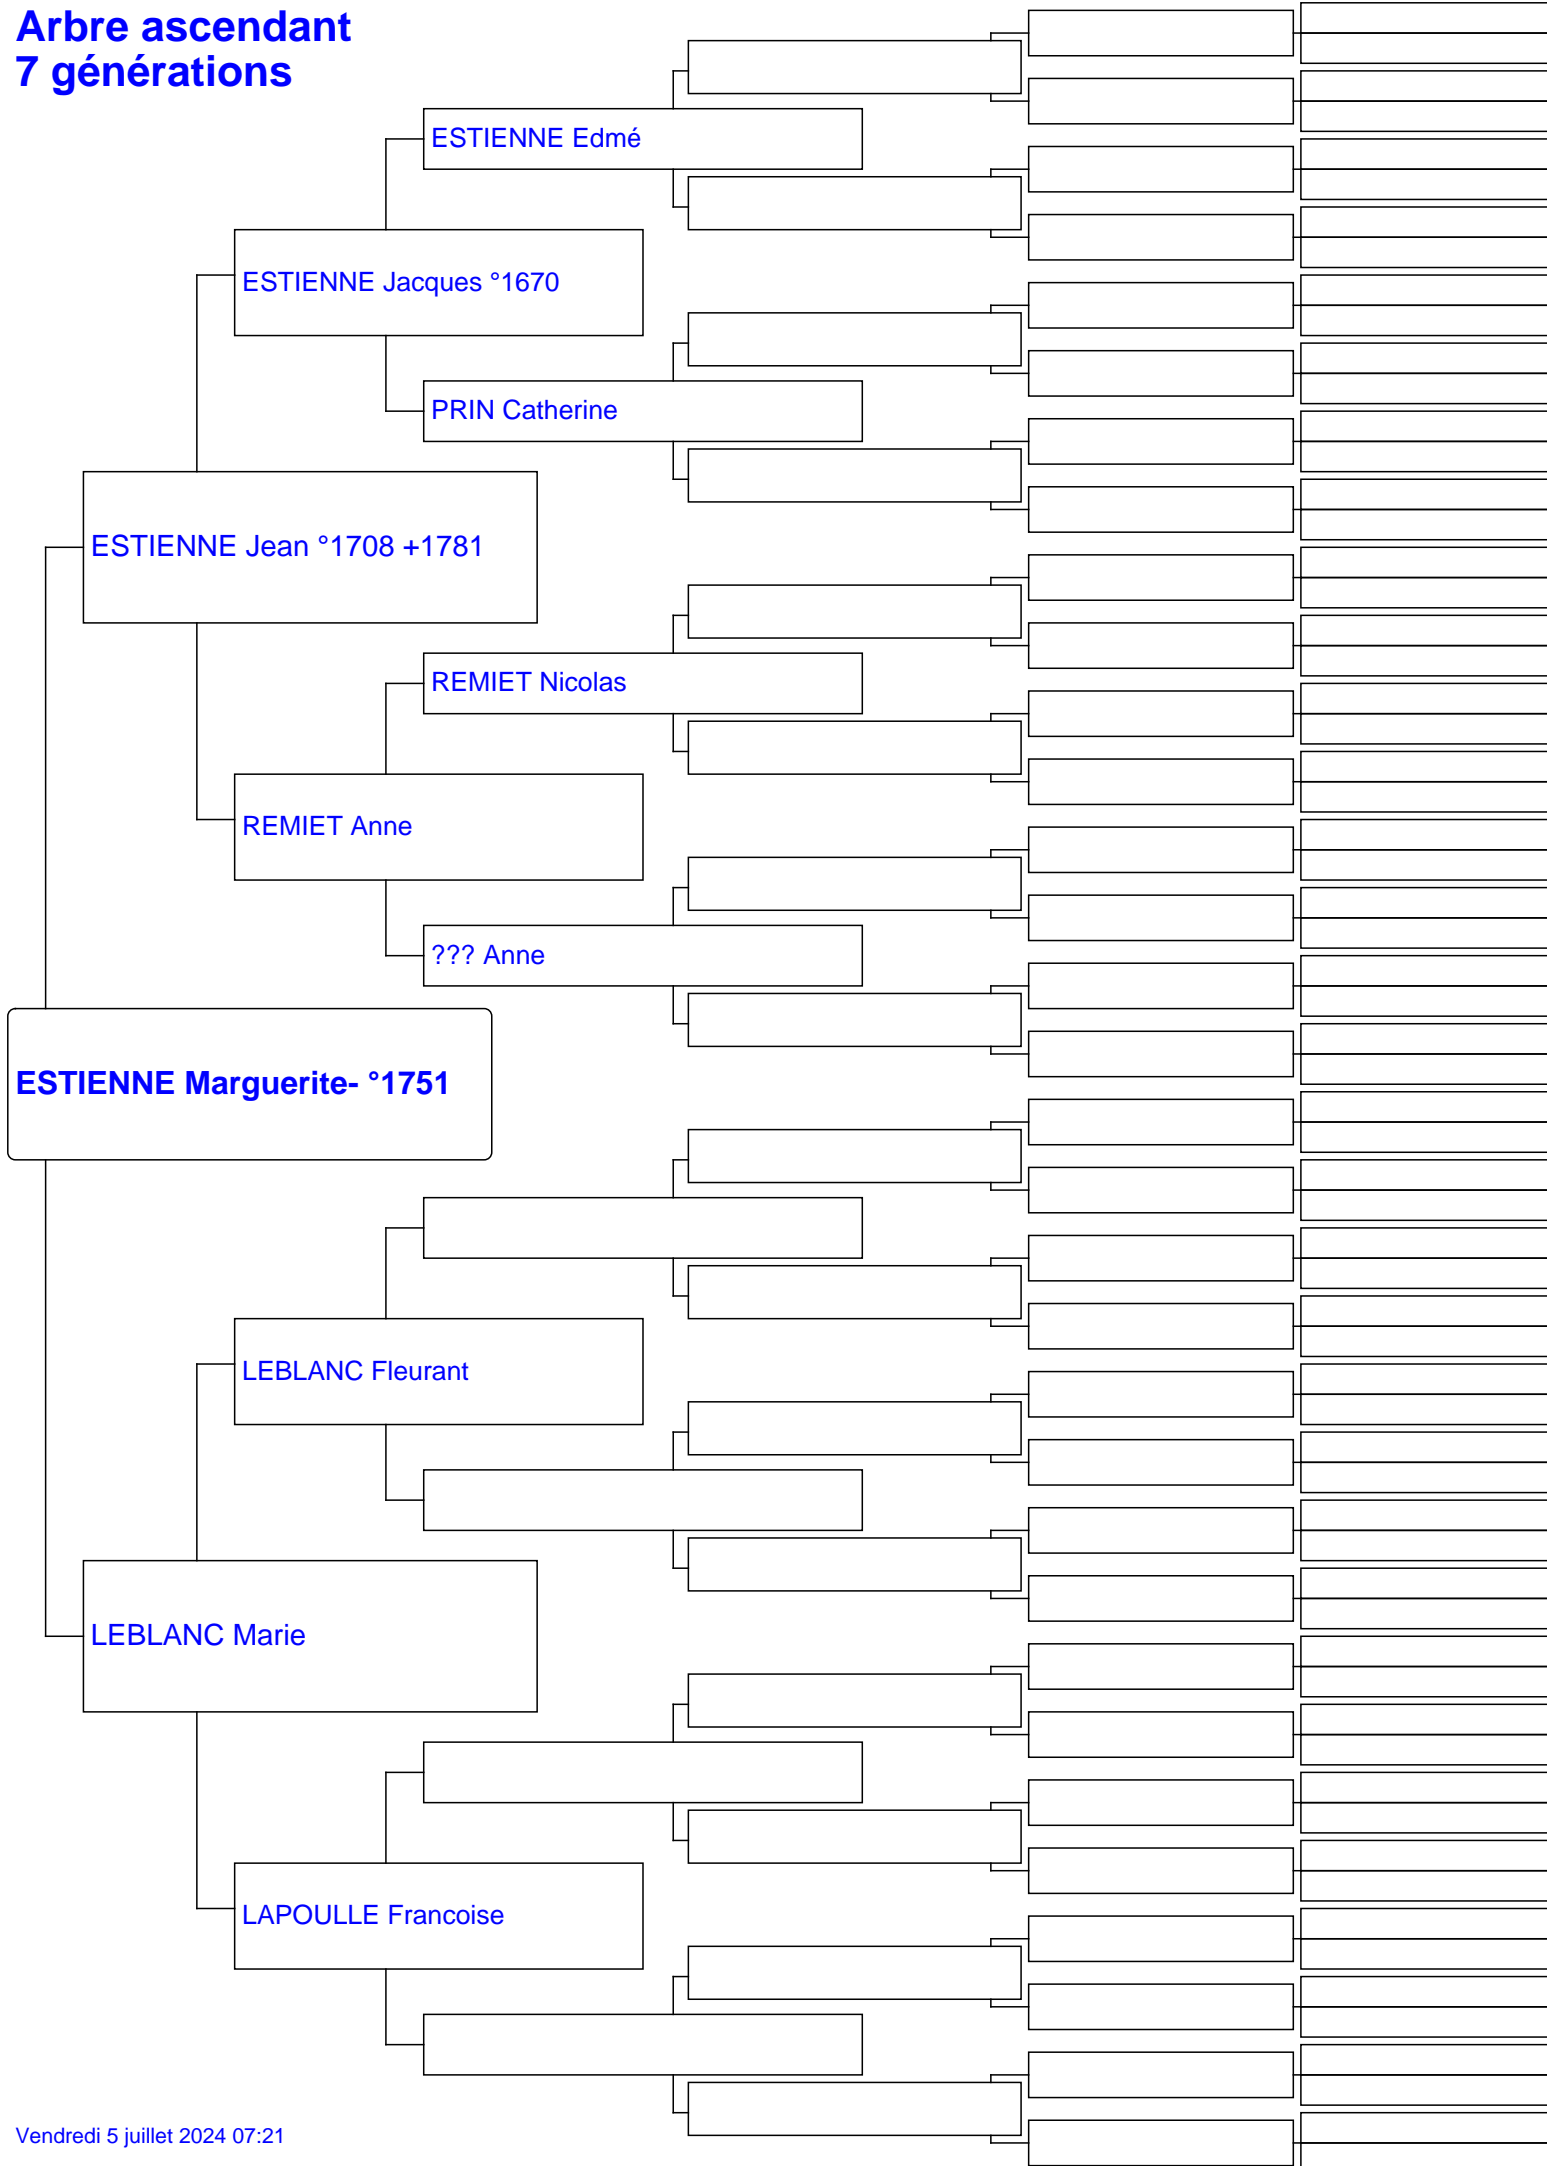 Arbre ascendant
7 générations
ESTIENNE Edmé
ESTIENNE Jacques °1670
PRIN Catherine
ESTIENNE Jean °1708 +1781
REMIET Nicolas
REMIET Anne
??? Anne
ESTIENNE Marguerite- °1751
LEBLANC Fleurant
LEBLANC Marie
LAPOULLE Francoise
Vendredi 5 juillet 2024 07:21